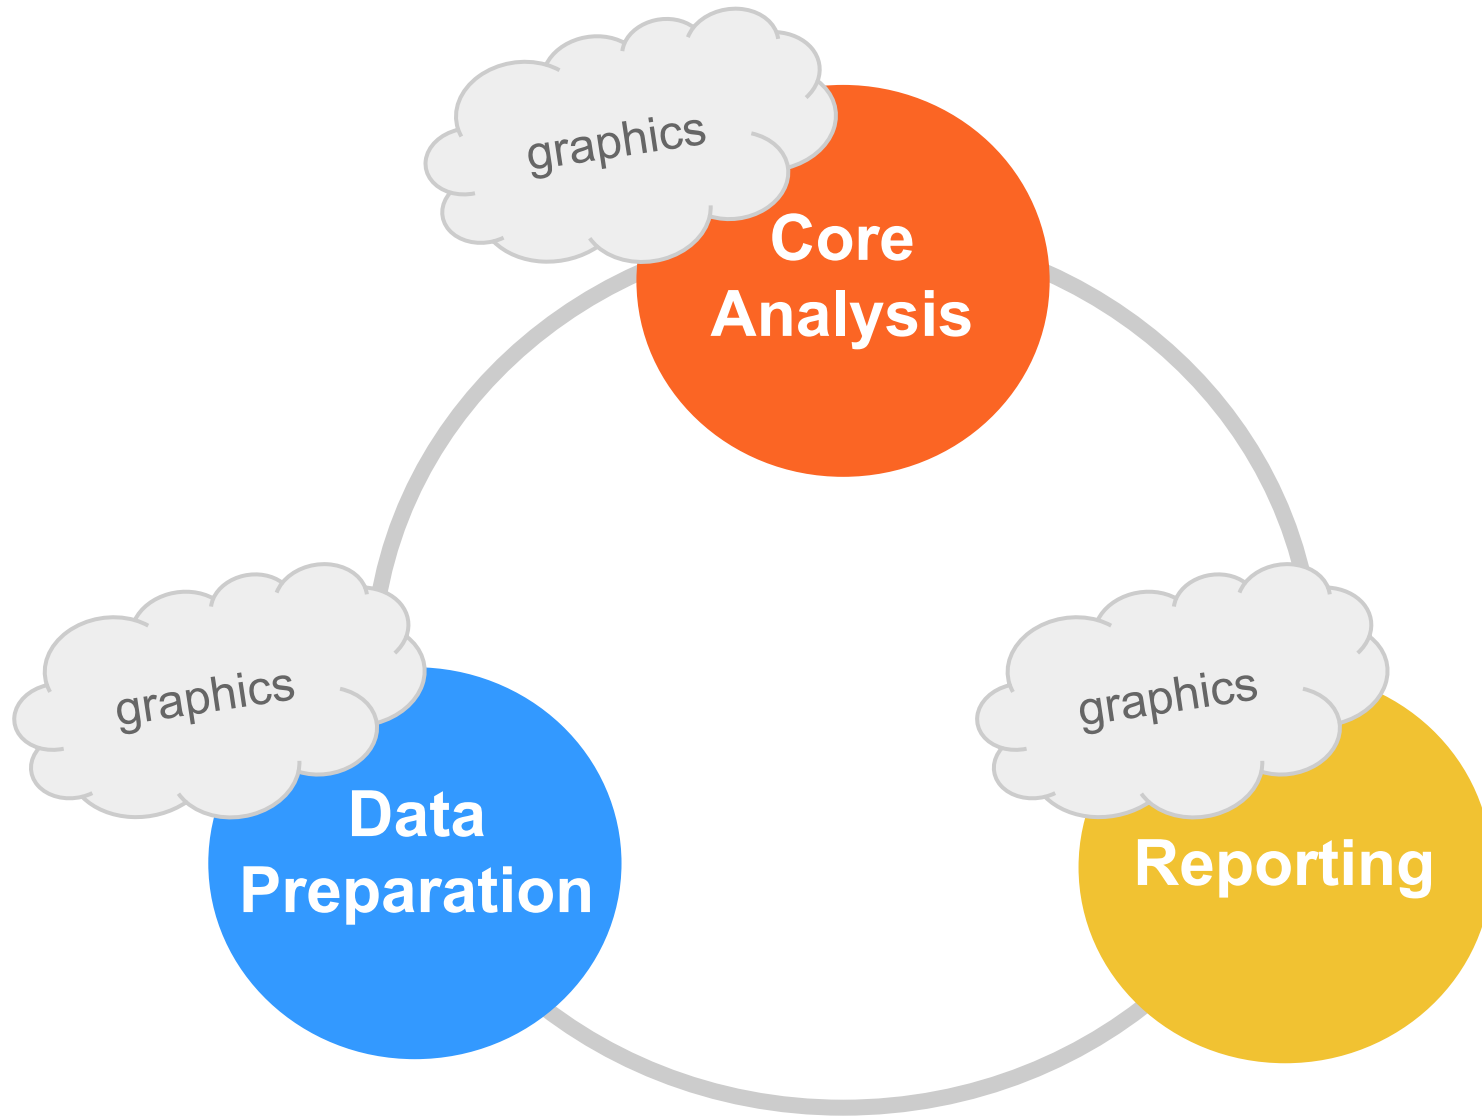 graphics
Core
Analysis
graphics
Data
Preparation
graphics
Reporting